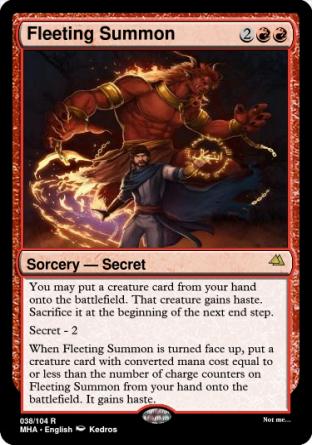 Fleeting Summon 2
Sorcery — Secret
You may put a creature card from your hand
onto the battlefield. That creature gains haste.
Sacrifice it at the beginning of the next end step.
Secret - 2
When Fleeting Summon is turned face up, put a
creature card with converted mana cost equal to
or less than the number of charge counters on
Fleeting Summon from your hand onto the
battlefield. It gains haste.
038/104 R
Not me...
MHA • English Kedros